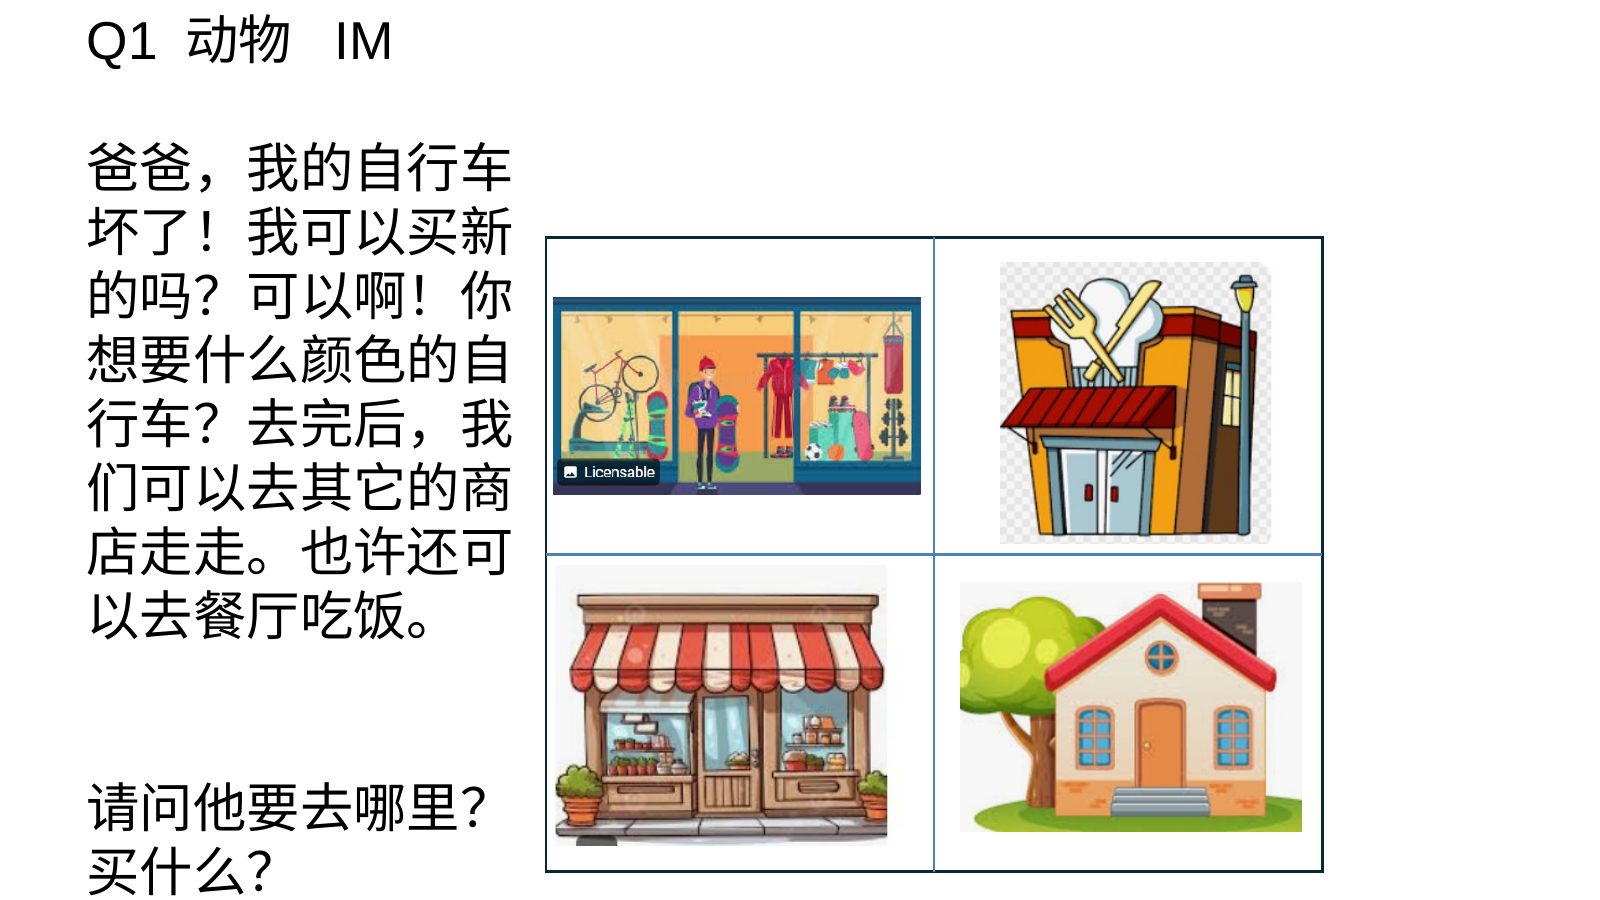 Q1 动物 IM
爸爸，我的自行车
坏了！我可以买新
的吗？可以啊！你
想要什么颜色的自
行车？去完后，我
们可以去其它的商
店走走。也许还可
以去餐厅吃饭。
Licensable
请问他要去哪里？
买什么？